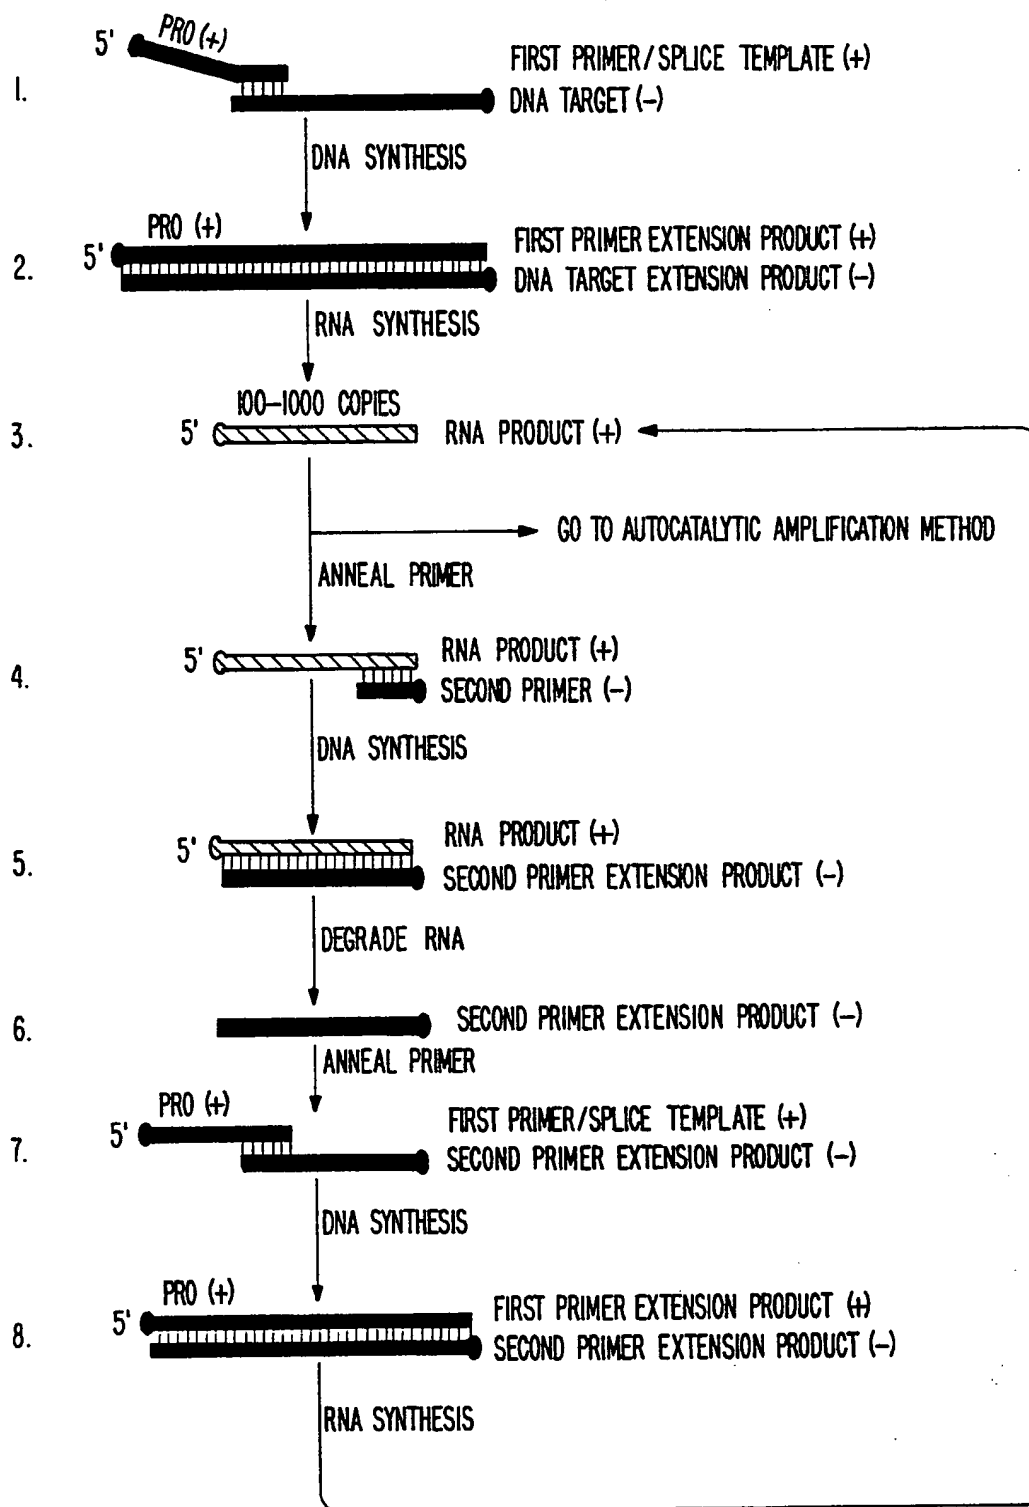 PRO (+)
5'
1.
FIRST PRIMER/SPLICE TEMPLATE (+)
DNA TARGET (-)
DNA SYNTHESIS
PRO (+)
5'
2.
FIRST PRIMER EXTENSION PRODUCT (+)
DNA TARGET EXTENSION PRODUCT (-)
RNA SYNTHESIS
100-1000 COPIES
3.
5'
RNA PRODUCT (+)
GO TO AUTOCATALYTIC AMPLIFICATION METHOD
ANNEAL PRIMER
4.
5'
RNA PRODUCT (+)
SECOND PRIMER (-)
DNA SYNTHESIS
5.
5'
RNA PRODUCT (+)
SECOND PRIMER EXTENSION PRODUCT (-)
DEGRADE RNA
6.
SECOND PRIMER EXTENSION PRODUCT (-)
ANNEAL PRIMER
PRO (+)
5'
7.
FIRST PRIMER/SPLICE TEMPLATE (+)
SECOND PRIMER EXTENSION PRODUCT (-)
DNA SYNTHESIS
PRO (+)
5'
8.
FIRST PRIMER EXTENSION PRODUCT (+)
SECOND PRIMER EXTENSION PRODUCT (-)
RNA SYNTHESIS